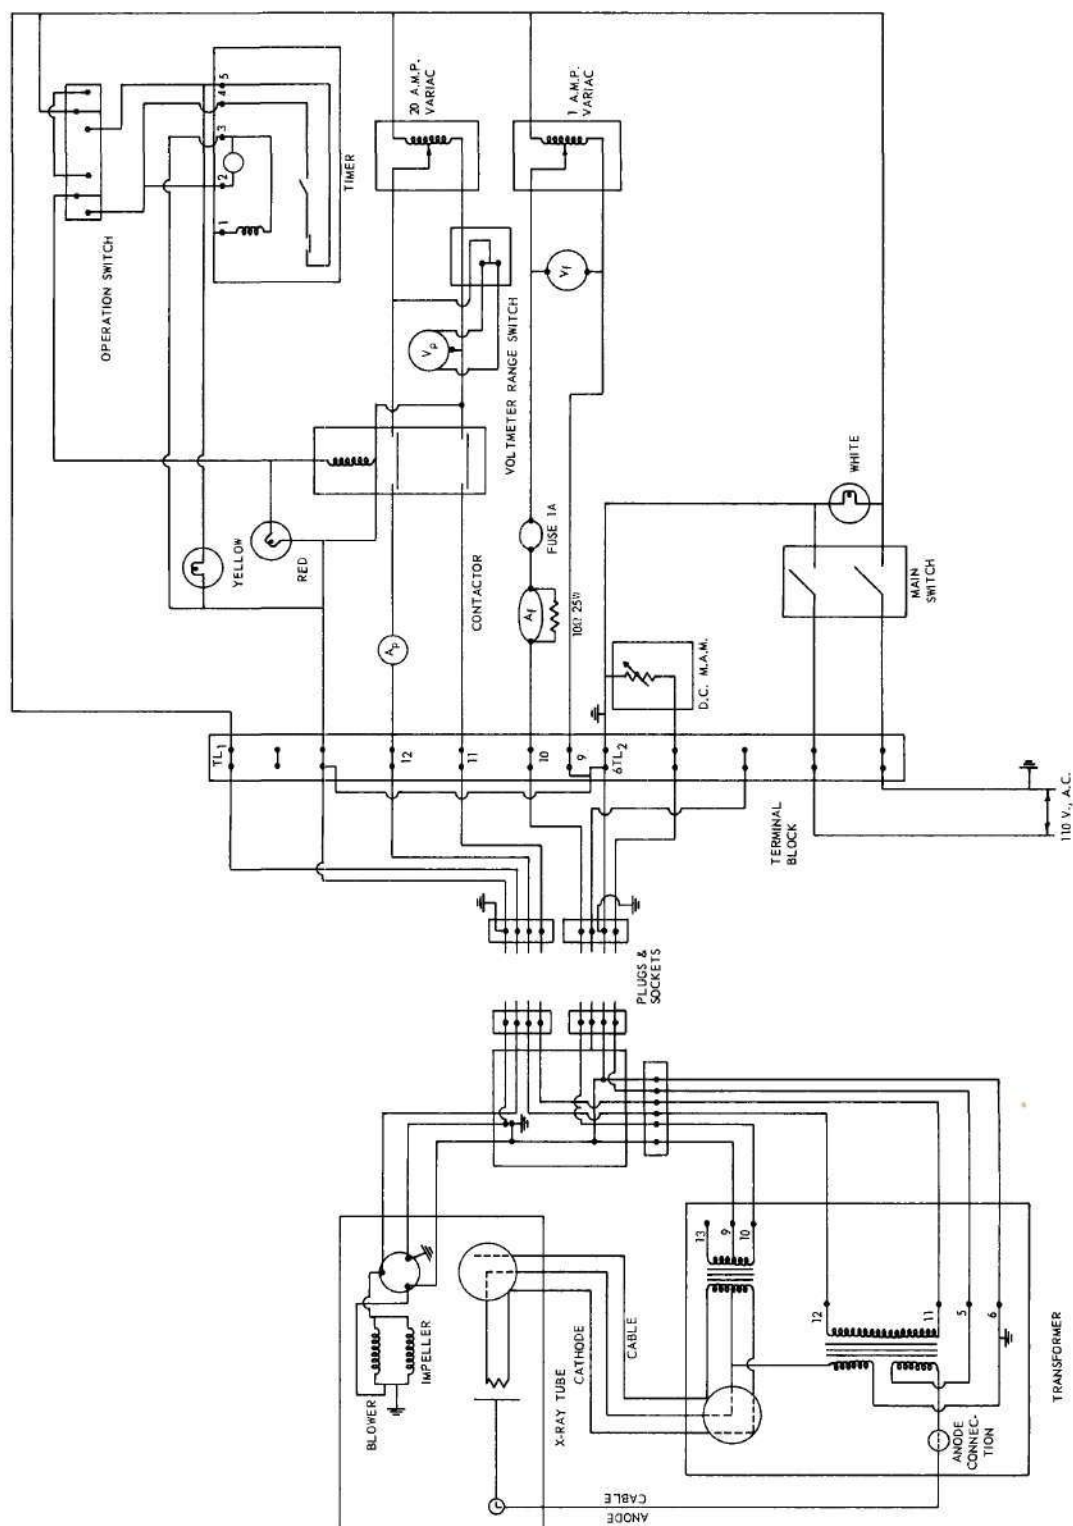 OPERATION SWITCH
1
2
3
4
5
TIMER
20 A.M.P.
VARIAC
1 A.M.P.
VARIAC
VOLTMETER RANGE SWITCH
Vp
Vf
YELLOW
RED
CONTACTOR
FUSE 1A
WHITE
Ap
Af
10Ω 25W
MAIN
SWITCH
D.C. M.A.M.
TL1
12
11
10
9
6TL2
TERMINAL
BLOCK
110 V., A.C.
PLUGS &
SOCKETS
BLOWER
IMPELLER
X-RAY TUBE
CATHODE
CABLE
13
9
10
12
11
5
6
TRANSFORMER
ANODE
CONNEC-
TION
ANODE
CABLE